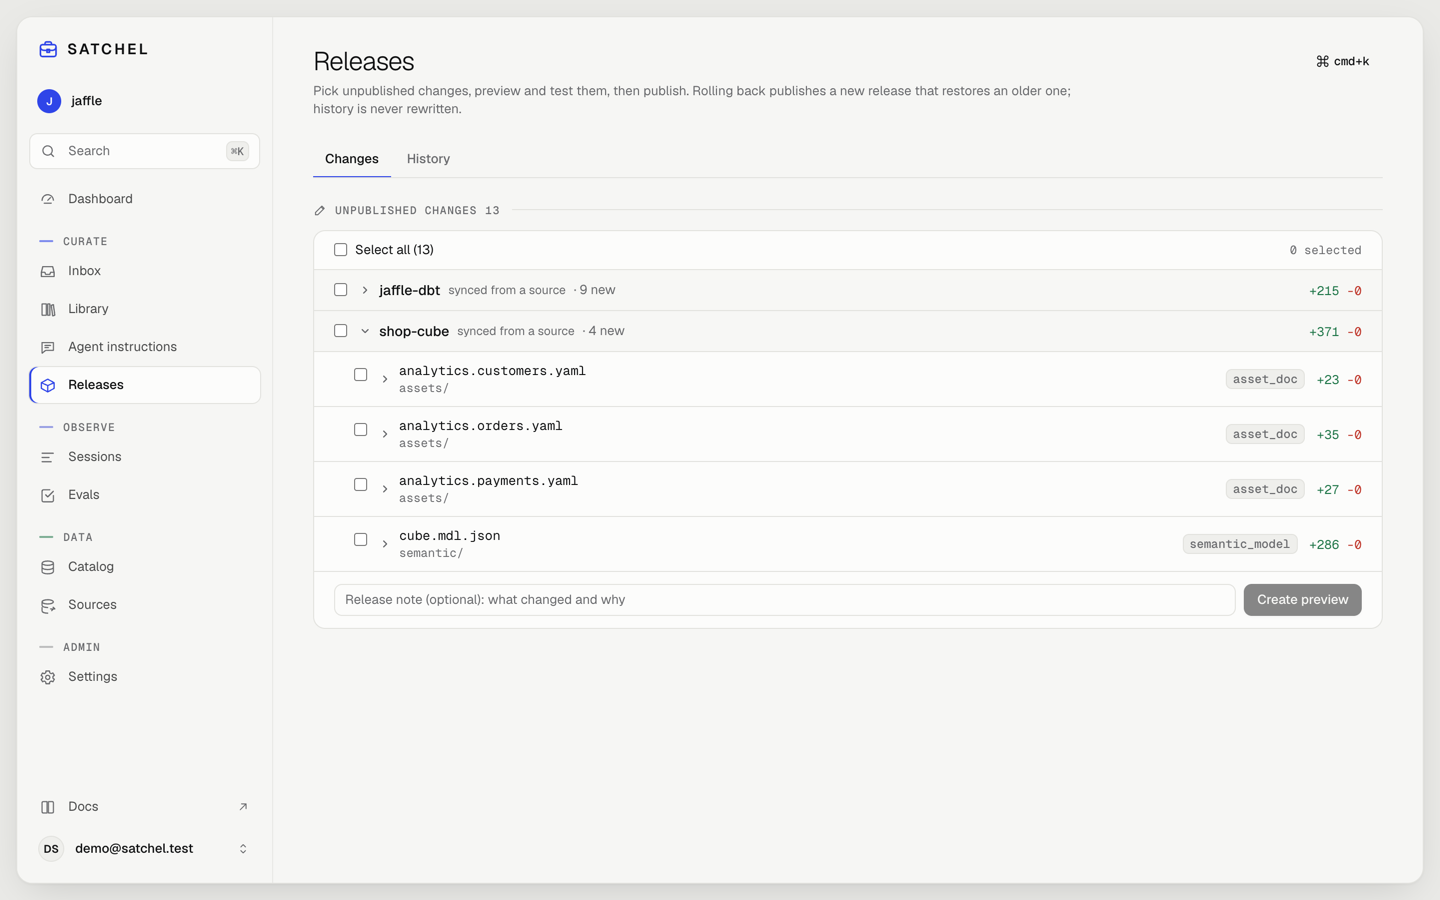 SATCHEL
J jaffle
Search ⌘K
Dashboard
CURATE
Inbox
Library
Agent instructions
Releases
OBSERVE
Sessions
Evals
DATA
Catalog
Sources
ADMIN
Settings
Docs
DS demo@satchel.test
Releases
⌘ cmd+k
Pick unpublished changes, preview and test them, then publish. Rolling back publishes a new release that restores an older one;
history is never rewritten.
Changes History
UNPUBLISHED CHANGES 13
Select all (13) 0 selected
jaffle-dbt synced from a source · 9 new +215 -0
shop-cube synced from a source · 4 new +371 -0
analytics.customers.yaml
assets/
asset_doc +23 -0
analytics.orders.yaml
assets/
asset_doc +35 -0
analytics.payments.yaml
assets/
asset_doc +27 -0
cube.mdl.json
semantic/
semantic_model +286 -0
Release note (optional): what changed and why
Create preview